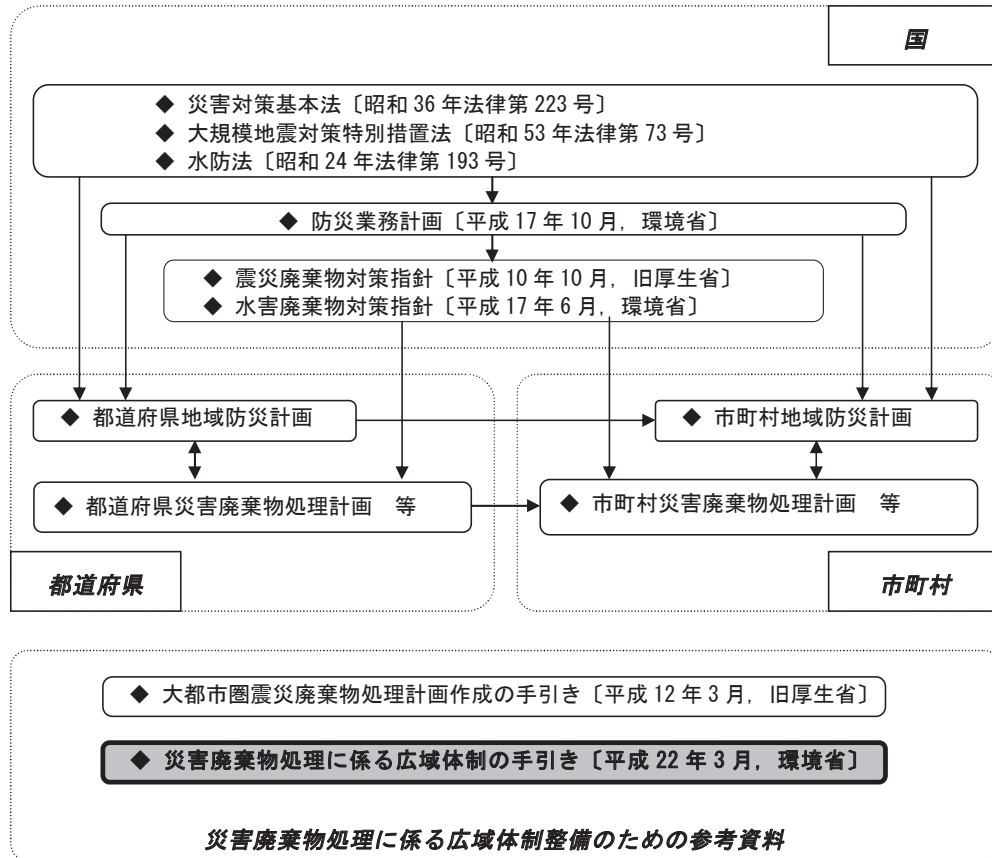 国
◆ 災害対策基本法〔昭和 36 年法律第 223 号〕
◆ 大規模地震対策特別措置法〔昭和 53 年法律第 73 号〕
◆ 水防法〔昭和 24 年法律第 193 号〕
◆ 防災業務計画〔平成 17 年 10 月，環境省〕
◆ 震災廃棄物対策指針〔平成 10 年 10 月，旧厚生省〕
◆ 水害廃棄物対策指針〔平成 17 年 6 月，環境省〕
◆ 都道府県地域防災計画
◆ 市町村地域防災計画
◆ 都道府県災害廃棄物処理計画　等
◆ 市町村災害廃棄物処理計画　等
都道府県
市町村
◆ 大都市圏震災廃棄物処理計画作成の手引き〔平成 12 年 3 月，旧厚生省〕
◆ 災害廃棄物処理に係る広域体制の手引き〔平成 22 年 3 月，環境省〕
災害廃棄物処理に係る広域体制整備のための参考資料